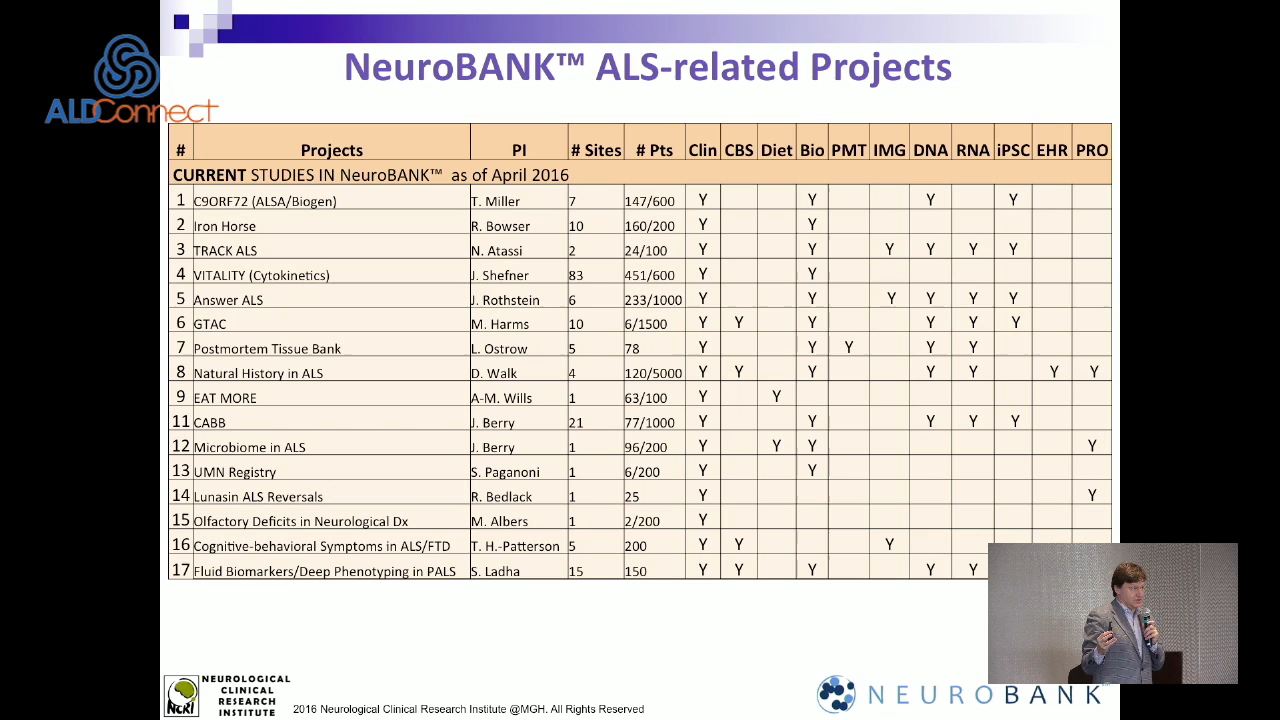 NeuroBANK™ ALS-related Projects
ALDConnect
# Projects PI # Sites # Pts Clin CBS Diet Bio PMT IMG DNA RNA iPSC EHR PRO
CURRENT STUDIES IN NeuroBANK™ as of April 2016
1 C9ORF72 (ALSA/Biogen) T. Miller 7 147/600 Y Y Y Y
2 Iron Horse R. Bowser 10 160/200 Y Y
3 TRACK ALS N. Atassi 2 24/100 Y Y Y Y Y Y
4 VITALITY (Cytokinetics) J. Shefner 83 451/600 Y Y
5 Answer ALS J. Rothstein 6 233/1000 Y Y Y Y Y Y
6 GTAC M. Harms 10 6/1500 Y Y Y Y Y Y
7 Postmortem Tissue Bank L. Ostrow 5 78 Y Y Y Y Y
8 Natural History in ALS D. Walk 4 120/5000 Y Y Y Y Y Y Y
9 EAT MORE A-M. Wills 1 63/100 Y Y
11 CABB J. Berry 21 77/1000 Y Y Y Y Y
12 Microbiome in ALS J. Berry 1 96/200 Y Y Y Y
13 UMN Registry S. Paganoni 1 6/200 Y Y
14 Lunasin ALS Reversals R. Bedlack 1 25 Y Y
15 Olfactory Deficits in Neurological Dx M. Albers 1 2/200 Y
16 Cognitive-behavioral Symptoms in ALS/FTD T. H.-Patterson 5 200 Y Y Y
17 Fluid Biomarkers/Deep Phenotyping in PALS S. Ladha 15 150 Y Y Y Y Y
NCRI
NEUROLOGICAL
CLINICAL
RESEARCH
INSTITUTE
2016 Neurological Clinical Research Institute @MGH. All Rights Reserved
NEUROBANK